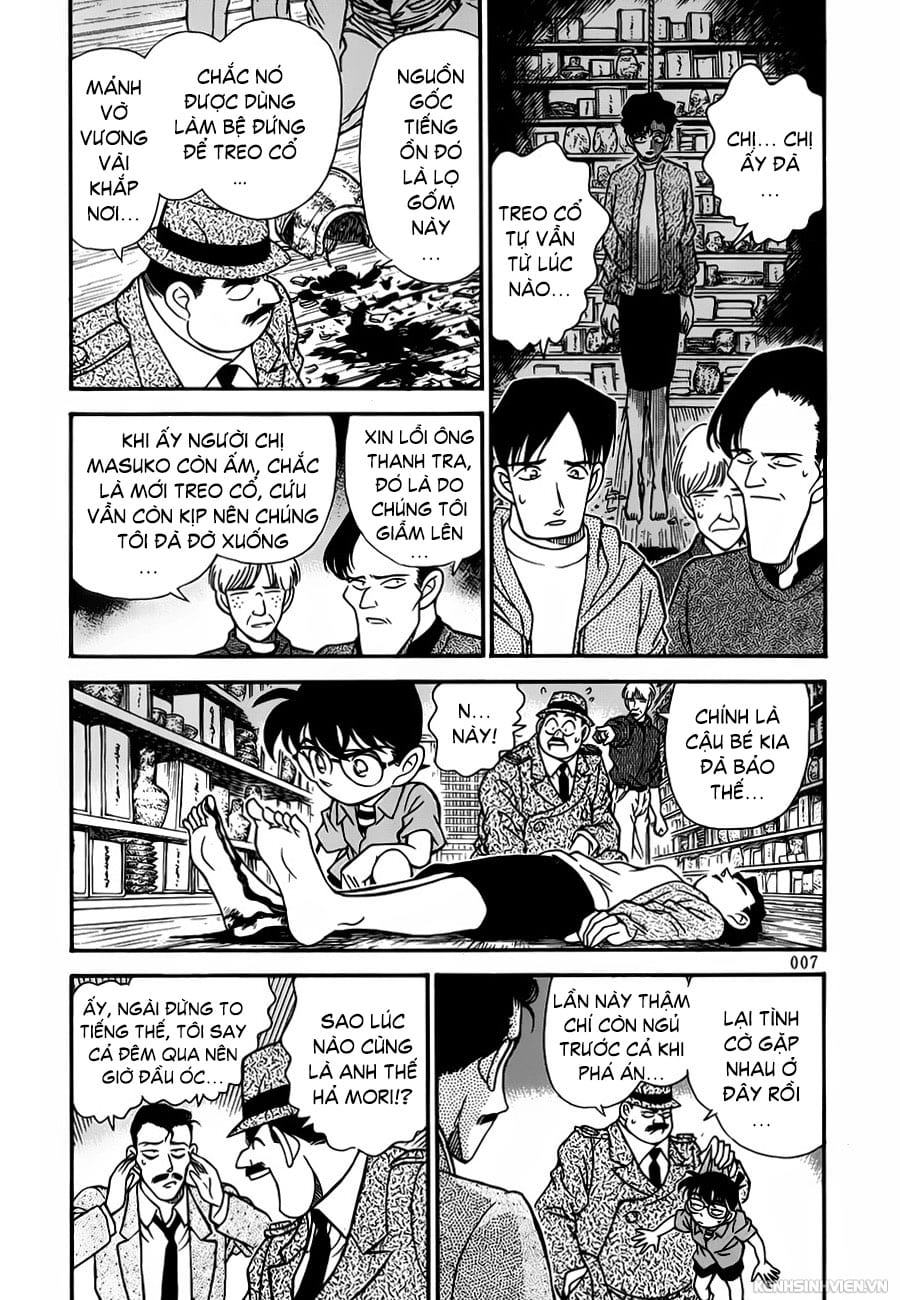 CHỊ... CHỊ
ẤY ĐÃ
...
TREO CỔ
TỰ VẪN
TỪ LÚC
NÀO...
NGUỒN
GỐC
TIẾNG
ỒN ĐÓ
LÀ LỌ
GỐM
NÀY
...
CHẮC NÓ
ĐƯỢC DÙNG
LÀM BỆ ĐỨNG
ĐỂ TREO CỔ
...
MẢNH
VỠ
VƯƠNG
VÃI
KHẮP
NƠI...
XIN LỖI ÔNG
THANH TRA,
ĐÓ LÀ DO
CHÚNG TÔI
GIẪM LÊN
KHI ẤY NGƯỜI CHỊ
MASUKO CÒN ẤM, CHẮC
LÀ MỚI TREO CỔ, CỨU
VẪN CÒN KỊP NÊN CHÚNG
TÔI ĐÃ ĐỠ XUỐNG
...
CHÍNH LÀ
CẬU BÉ KIA
ĐÃ BẢO
THẾ...
N...
NÀY!
007
LẠI TÌNH
CỜ GẶP
NHAU Ở
ĐÂY RỒI
...
LẦN NÀY THẬM
CHÍ CÒN NGỦ
TRƯỚC CẢ KHI
PHÁ ÁN...
SAO LÚC
NÀO CŨNG
LÀ ANH THẾ
HẢ MORI!?
ẤY, NGÀI ĐỪNG TO
TIẾNG THẾ, TÔI SAY
CẢ ĐÊM QUA NÊN
GIỜ ĐẦU ÓC...
KENHSINHVIEN.VN